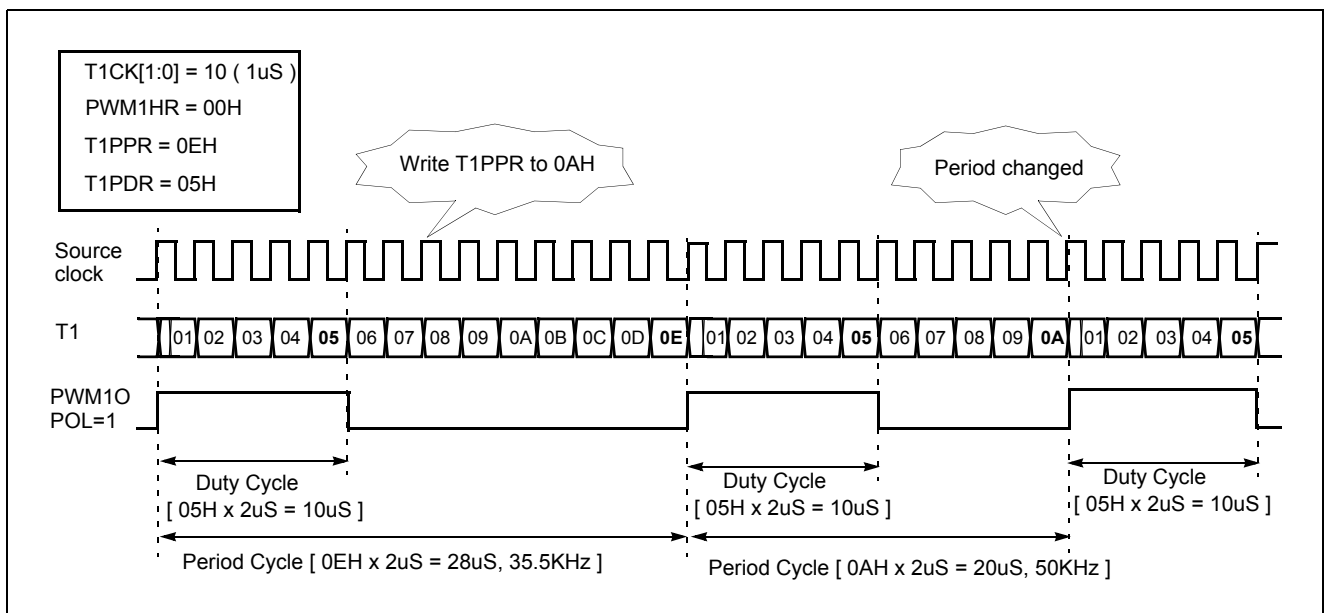 T1CK[1:0] = 10 ( 1uS )
PWM1HR = 00H
T1PPR = 0EH
T1PDR = 05H
Write T1PPR to 0AH
Period changed
Source
clock
T1
01 02 03 04 05 06 07 08 09 0A 0B 0C 0D 0E 01 02 03 04 05 06 07 08 09 0A 01 02 03 04 05
PWM1O
POL=1
Duty Cycle
[ 05H x 2uS = 10uS ]
Duty Cycle
[ 05H x 2uS = 10uS ]
Duty Cycle
[ 05H x 2uS = 10uS ]
Period Cycle [ 0EH x 2uS = 28uS, 35.5KHz ]
Period Cycle [ 0AH x 2uS = 20uS, 50KHz ]